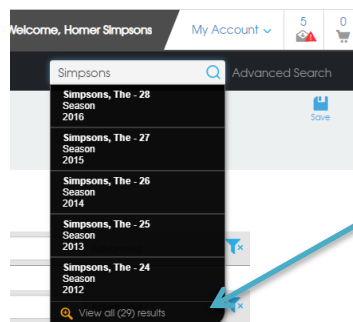 Welcome, Homer Simpsons My Account 5 0
Simpsons Advanced Search
Simpsons, The - 28
Season
2016
Save
Simpsons, The - 27
Season
2015
Simpsons, The - 26
Season
2014
Simpsons, The - 25
Season
2013
Simpsons, The - 24
Season
2012
View all (29) results